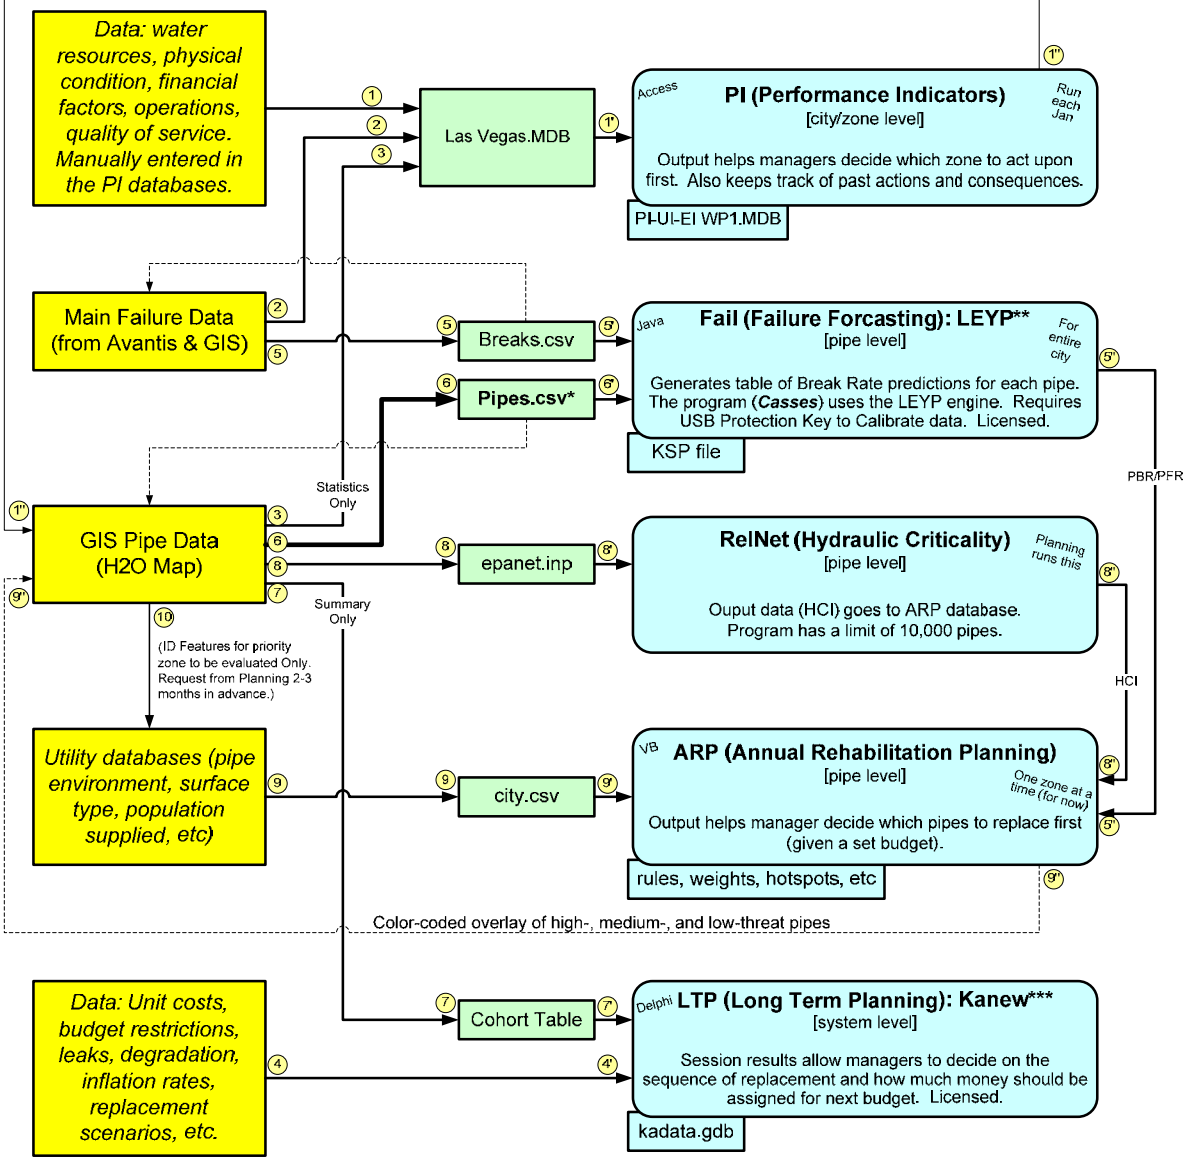 Data: water
resources, physical
condition, financial
factors, operations,
quality of service.
Manually entered in
the PI databases.
1
2
3
Las Vegas.MDB
1'
1"
Access
PI (Performance Indicators)
[city/zone level]
Run
each
Jan
Output helps managers decide which zone to act upon
first. Also keeps track of past actions and consequences.
PI-UI-EI WP1.MDB
Main Failure Data
(from Avantis & GIS)
2
5
5
Breaks.csv
5'
6
Pipes.csv*
6'
Java
Fail (Failure Forcasting): LEYP**
[pipe level]
For
entire
city
Generates table of Break Rate predictions for each pipe.
The program (Casses) uses the LEYP engine. Requires
USB Protection Key to Calibrate data. Licensed.
KSP file
5"
PBR/PFR
Statistics
Only
1"
GIS Pipe Data
(H2O Map)
9"
3
6
8
7
8
epanet.inp
8'
RelNet (Hydraulic Criticality)
[pipe level]
Planning
runs this
Ouput data (HCI) goes to ARP database.
Program has a limit of 10,000 pipes.
8"
HCI
Summary
Only
10
(ID Features for priority
zone to be evaluated Only.
Request from Planning 2-3
months in advance.)
Utility databases (pipe
environment, surface
type, population
supplied, etc)
9
9
city.csv
9'
VB
ARP (Annual Rehabilitation Planning)
[pipe level]
One zone at a
time (for now)
Output helps manager decide which pipes to replace first
(given a set budget).
rules, weights, hotspots, etc
8"
5"
9"
Color-coded overlay of high-, medium-, and low-threat pipes
Data: Unit costs,
budget restrictions,
leaks, degradation,
inflation rates,
replacement
scenarios, etc.
4
7
Cohort Table
7'
4'
Delphi
LTP (Long Term Planning): Kanew***
[system level]
Session results allow managers to decide on the
sequence of replacement and how much money should be
assigned for next budget. Licensed.
kadata.gdb